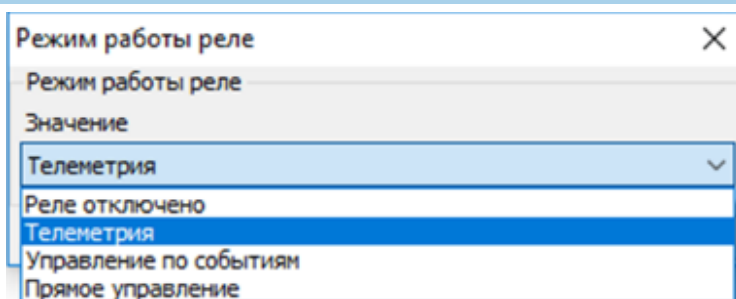 Режим работы реле
Режим работы реле
Значение
Телеметрия
Реле отключено
Телеметрия
Управление по событиям
Прямое управление